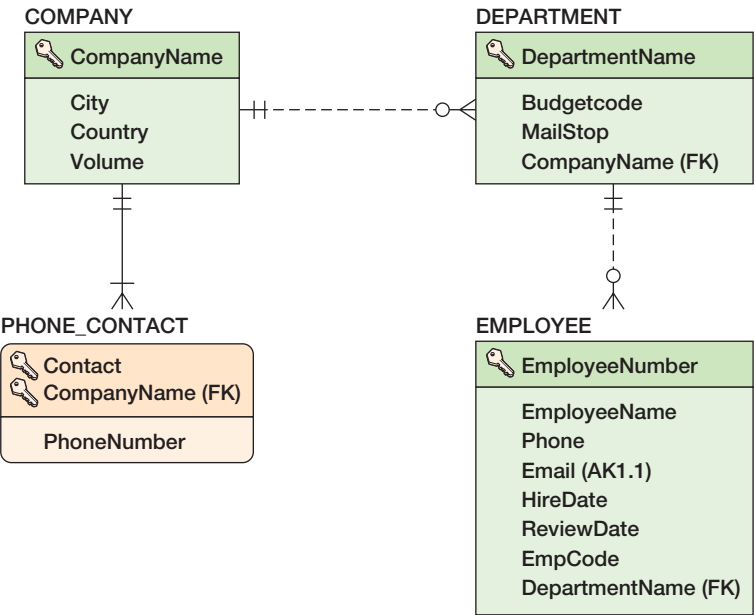 COMPANY
CompanyName
City
Country
Volume
DEPARTMENT
DepartmentName
Budgetcode
MailStop
CompanyName (FK)
PHONE_CONTACT
Contact
CompanyName (FK)
PhoneNumber
EMPLOYEE
EmployeeNumber
EmployeeName
Phone
Email (AK1.1)
HireDate
ReviewDate
EmpCode
DepartmentName (FK)